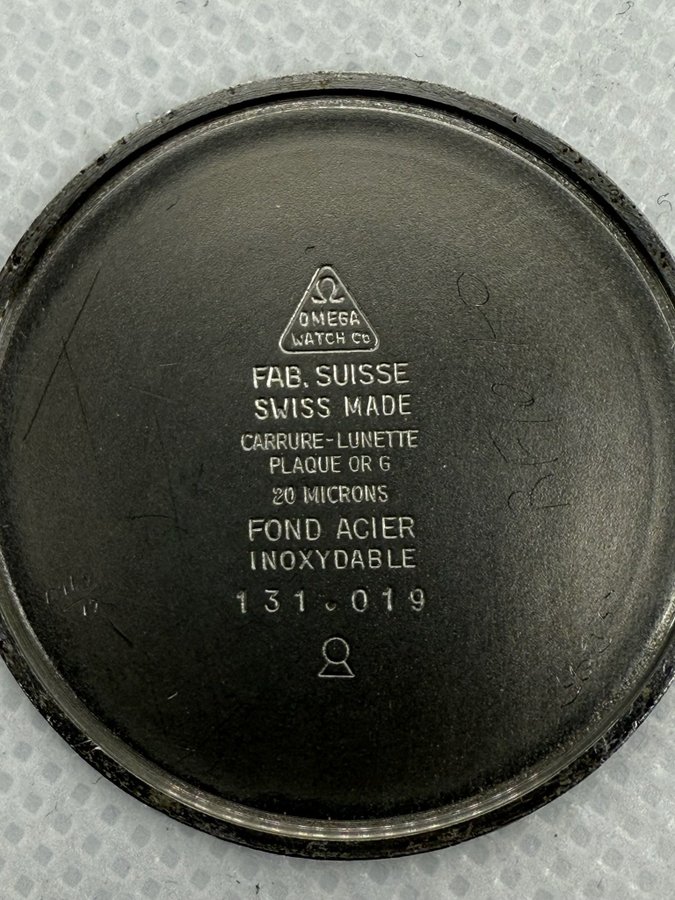 Ω
OMEGA
WATCH Co
FAB. SUISSE
SWISS MADE
CARRURE-LUNETTE
PLAQUE OR G
20 MICRONS
FOND ACIER
INOXYDABLE
131.019